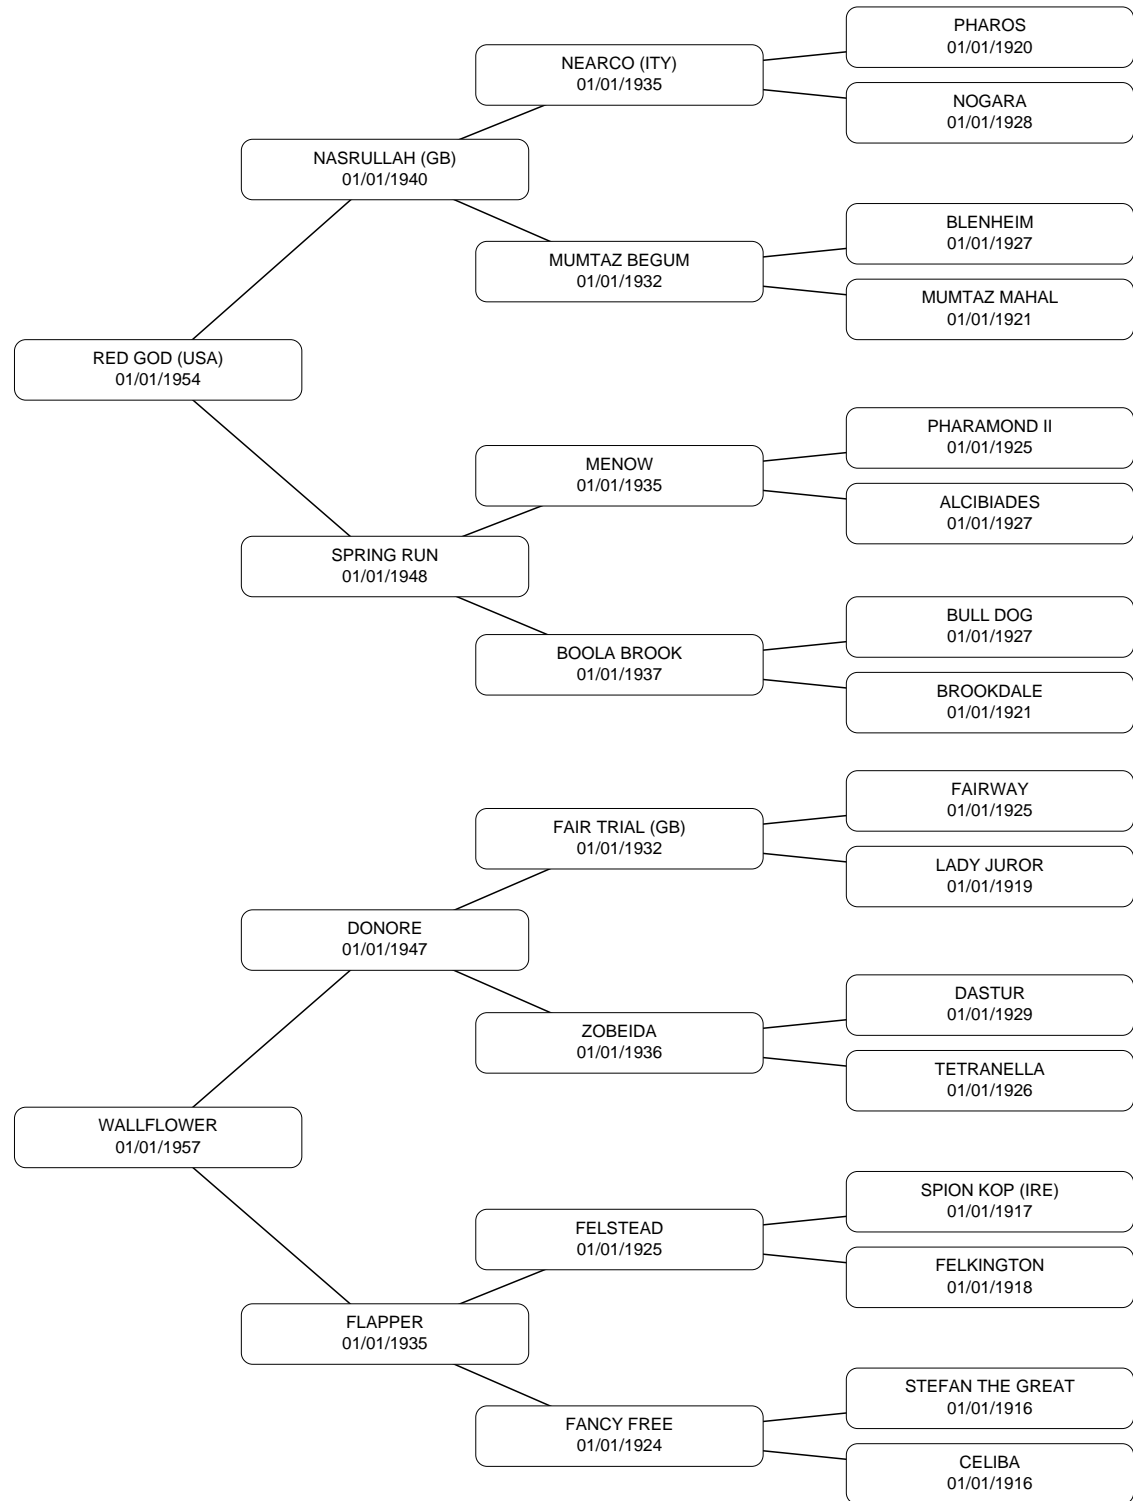 PHAROS
01/01/1920
NEARCO (ITY)
01/01/1935
NOGARA
01/01/1928
NASRULLAH (GB)
01/01/1940
BLENHEIM
01/01/1927
MUMTAZ BEGUM
01/01/1932
MUMTAZ MAHAL
01/01/1921
RED GOD (USA)
01/01/1954
PHARAMOND II
01/01/1925
MENOW
01/01/1935
ALCIBIADES
01/01/1927
SPRING RUN
01/01/1948
BULL DOG
01/01/1927
BOOLA BROOK
01/01/1937
BROOKDALE
01/01/1921
FAIRWAY
01/01/1925
FAIR TRIAL (GB)
01/01/1932
LADY JUROR
01/01/1919
DONORE
01/01/1947
DASTUR
01/01/1929
ZOBEIDA
01/01/1936
TETRANELLA
01/01/1926
WALLFLOWER
01/01/1957
SPION KOP (IRE)
01/01/1917
FELSTEAD
01/01/1925
FELKINGTON
01/01/1918
FLAPPER
01/01/1935
STEFAN THE GREAT
01/01/1916
FANCY FREE
01/01/1924
CELIBA
01/01/1916